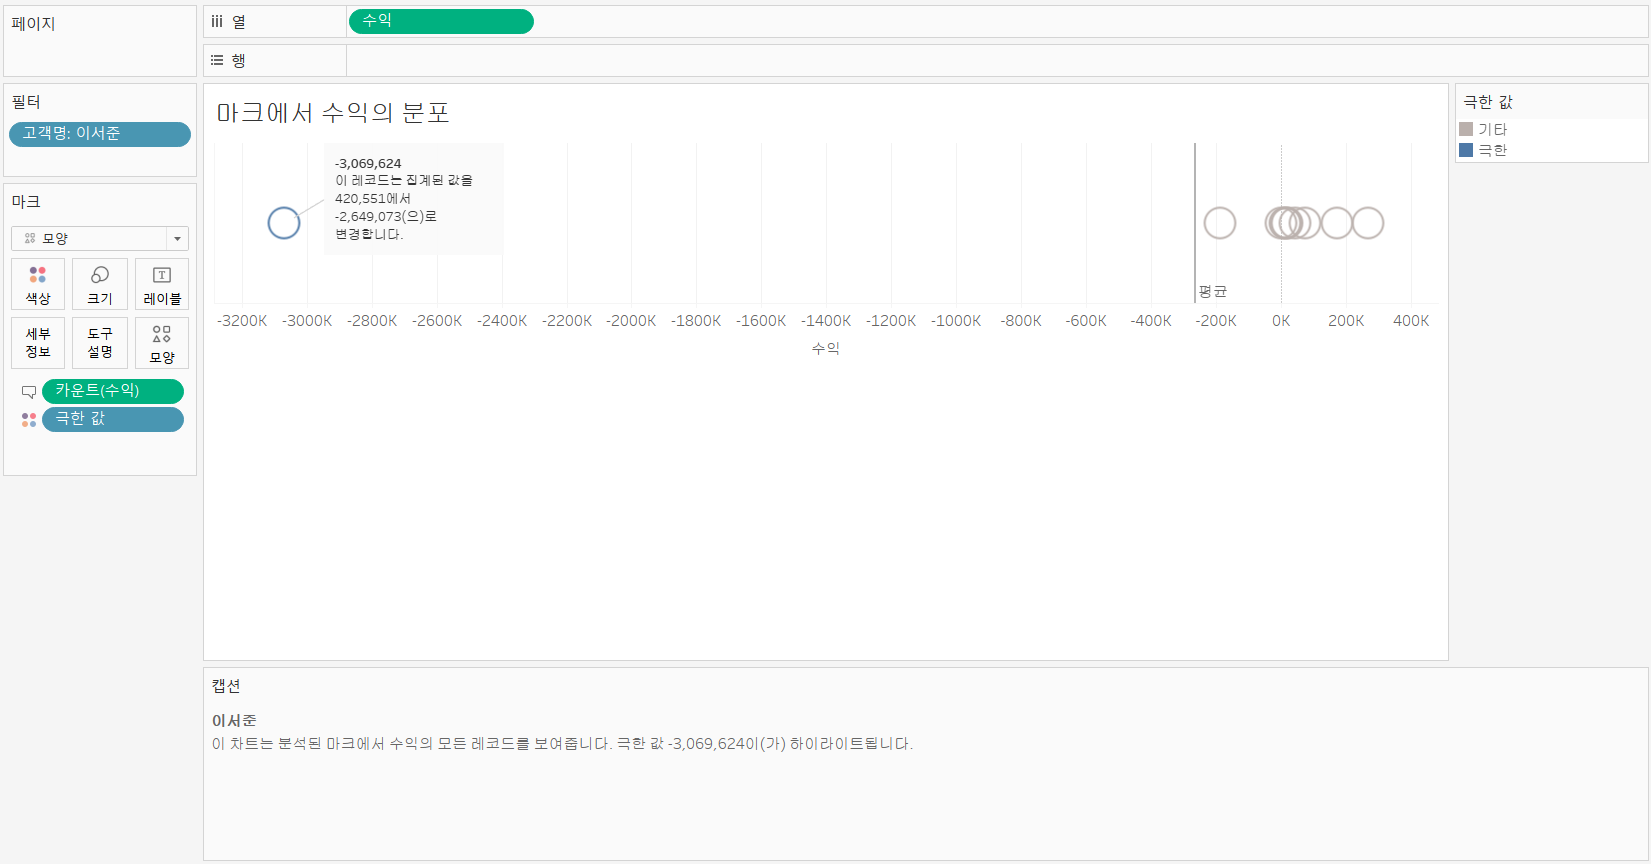 페이지
열
수익
행
필터
고객명: 이서준
마크
모양
색상
크기
레이블
세부 정보
도구 설명
모양
카운트(수익)
극한 값
마크에서 수익의 분포
-3,069,624
이 레코드는 집계된 값을
420,551에서
-2,649,073(으)로
변경합니다.
평균
-3200K -3000K -2800K -2600K -2400K -2200K -2000K -1800K -1600K -1400K -1200K -1000K -800K -600K -400K -200K 0K 200K 400K
수익
극한 값
기타
극한
캡션
이서준
이 차트는 분석된 마크에서 수익의 모든 레코드를 보여줍니다. 극한 값 -3,069,624이(가) 하이라이트됩니다.